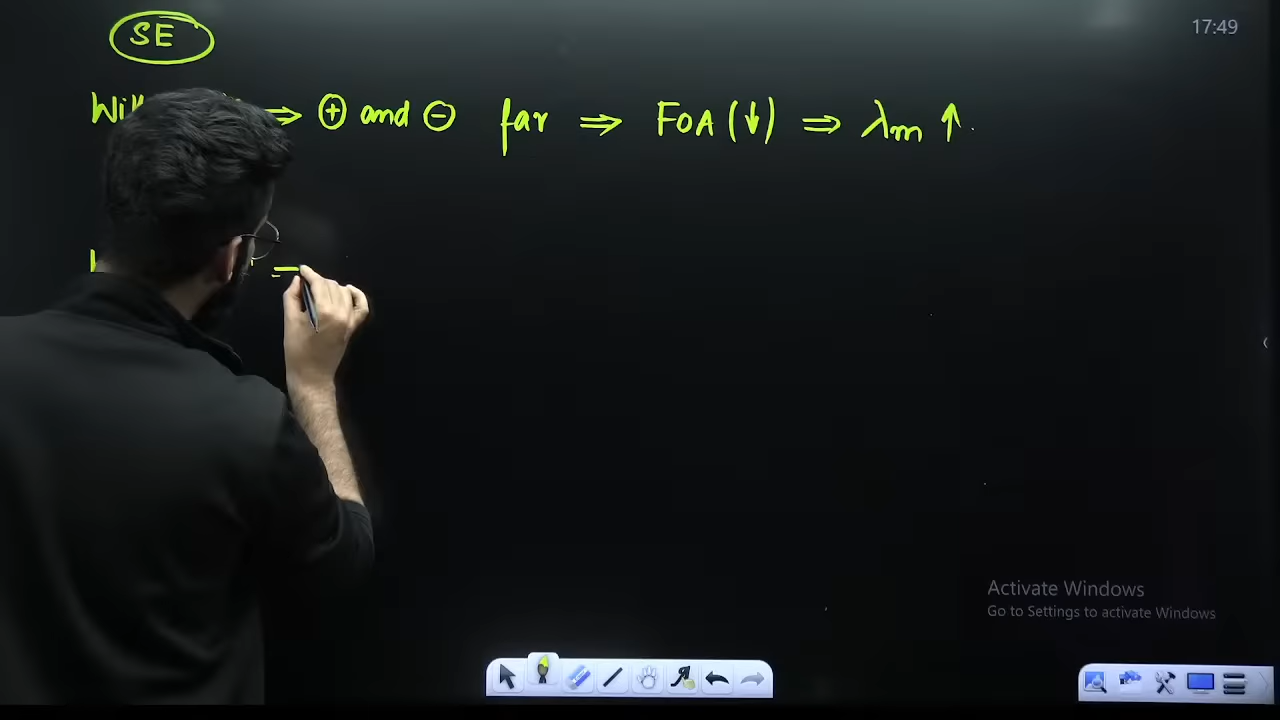 17:49
SE
⇒ ⊕ and ⊖ far ⇒ FOA (↓) ⇒ λm ↑.
Activate Windows
Go to Settings to activate Windows